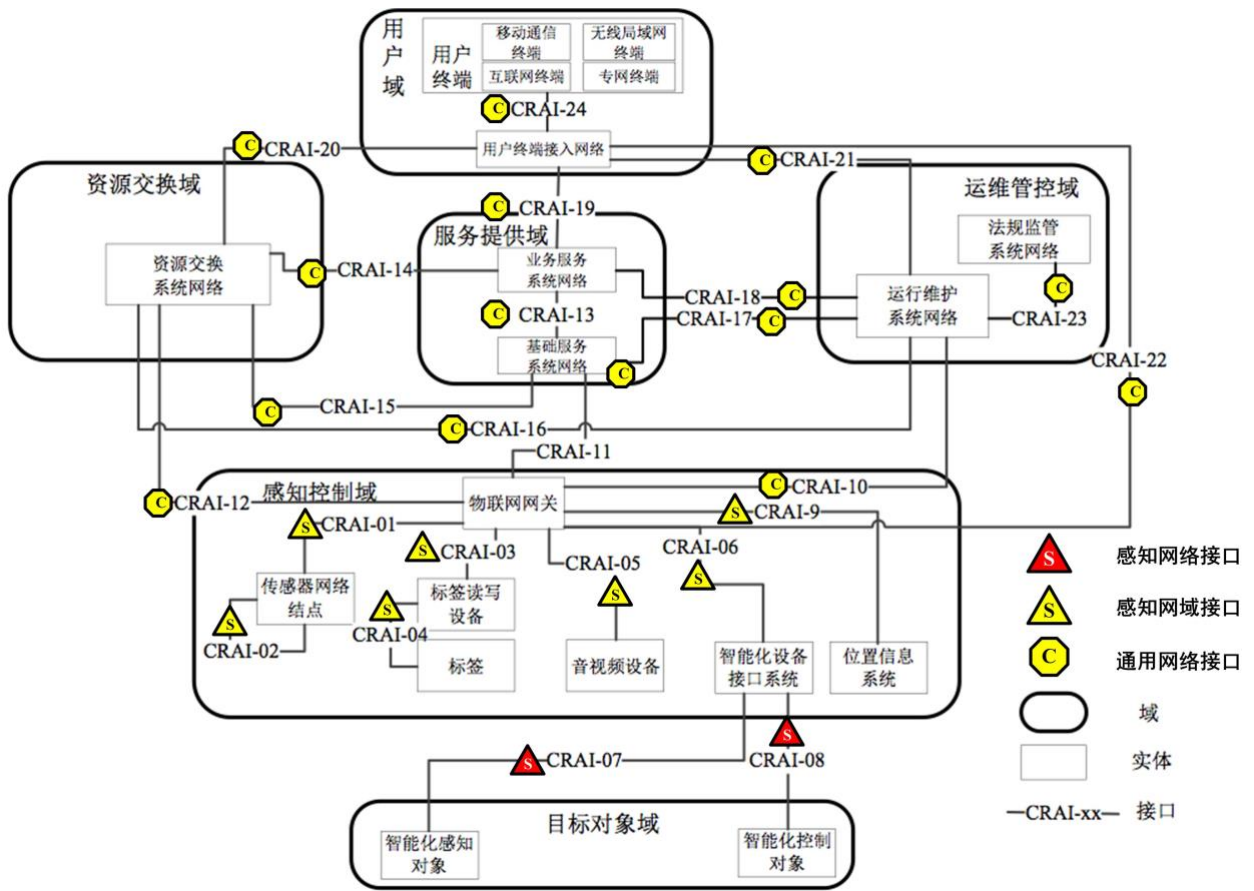 用
户
域
用户
终端
移动通信
终端
无线局域网
终端
互联网终端
专网终端
C
CRAI-24
用户终端接入网络
C
CRAI-20
C
CRAI-21
资源交换域
C
CRAI-19
运维管控域
服务提供域
法规监管
系统网络
资源交换
系统网络
C
CRAI-14
业务服务
系统网络
CRAI-18
C
运行维护
系统网络
C
C
CRAI-13
CRAI-17
C
CRAI-23
基础服务
系统网络
C
CRAI-22
C
C
CRAI-15
C
CRAI-16
CRAI-11
感知控制域
物联网网关
C
CRAI-10
C
CRAI-12
S
CRAI-9
S
CRAI-01
S
CRAI-03
CRAI-05
CRAI-06
S
传感器网络
结点
标签读写
设备
S
S
S
CRAI-04
CRAI-02
标签
音视频设备
智能化设备
接口系统
位置信息
系统
S
CRAI-07
S
CRAI-08
目标对象域
智能化感知
对象
智能化控制
对象
S
感知网络接口
S
感知网域接口
C
通用网络接口
域
实体
CRAI-xx
接口